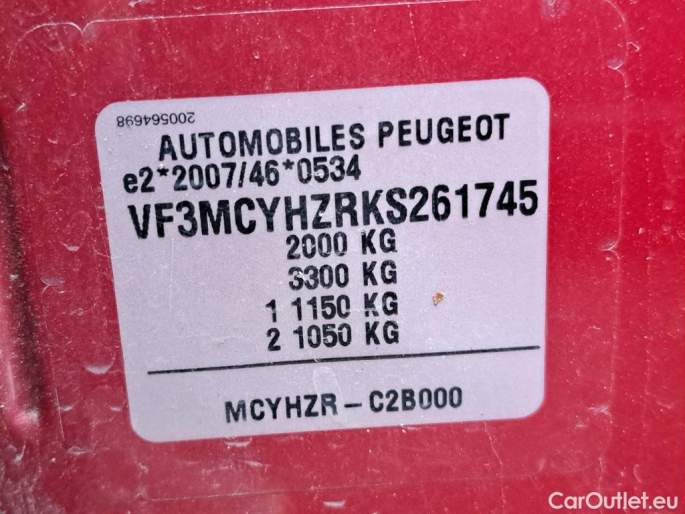 200564698
AUTOMOBILES PEUGEOT
e2*2007/46*0534
VF3MCYHZRKS261745
2000 KG
3300 KG
1 1150 KG
2 1050 KG
MCYHZR – C2B000
CarOutlet.eu